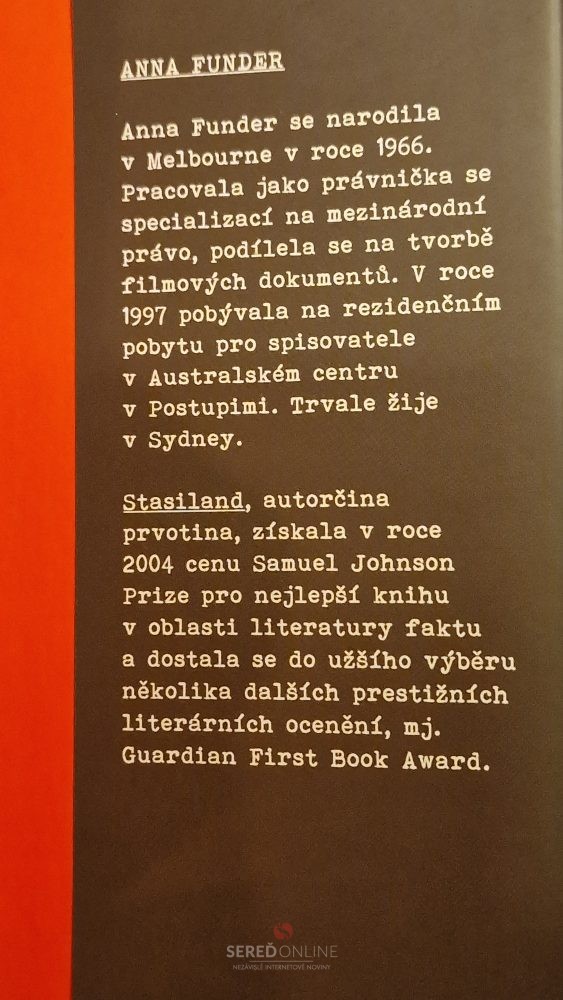 ANNA FUNDER
Anna Funder se narodila
v Melbourne v roce 1966.
Pracovala jako právnička se
specializací na mezinárodní
právo, podílela se na tvorbě
filmových dokumentů. V roce
1997 pobývala na rezidenčním
pobytu pro spisovatele
v Australském centru
v Postupimi. Trvale žije
v Sydney.
Stasiland, autorčina
prvotina, získala v roce
2004 cenu Samuel Johnson
Prize pro nejlepší knihu
v oblasti literatury faktu
a dostala se do užšího výběru
několika dalších prestižních
literárních ocenění, mj.
Guardian First Book Award.
SEREĎONLINE
NEZÁVISLÉ INTERNETOVÉ NOVINY